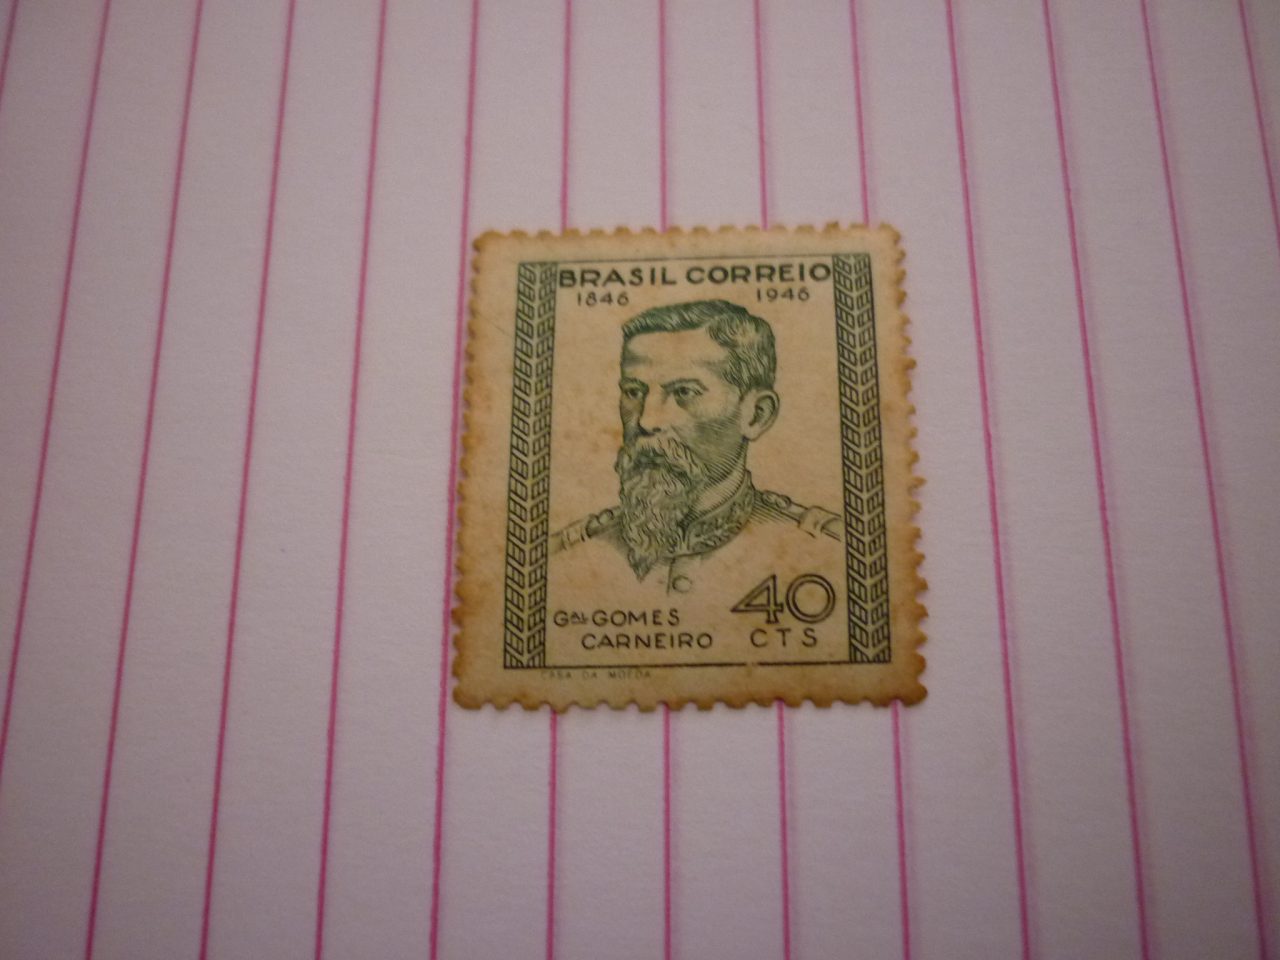 BRASIL CORREIO
1846 1946
GAL GOMES
CARNEIRO
40
CTS
CASA DA MOEDA